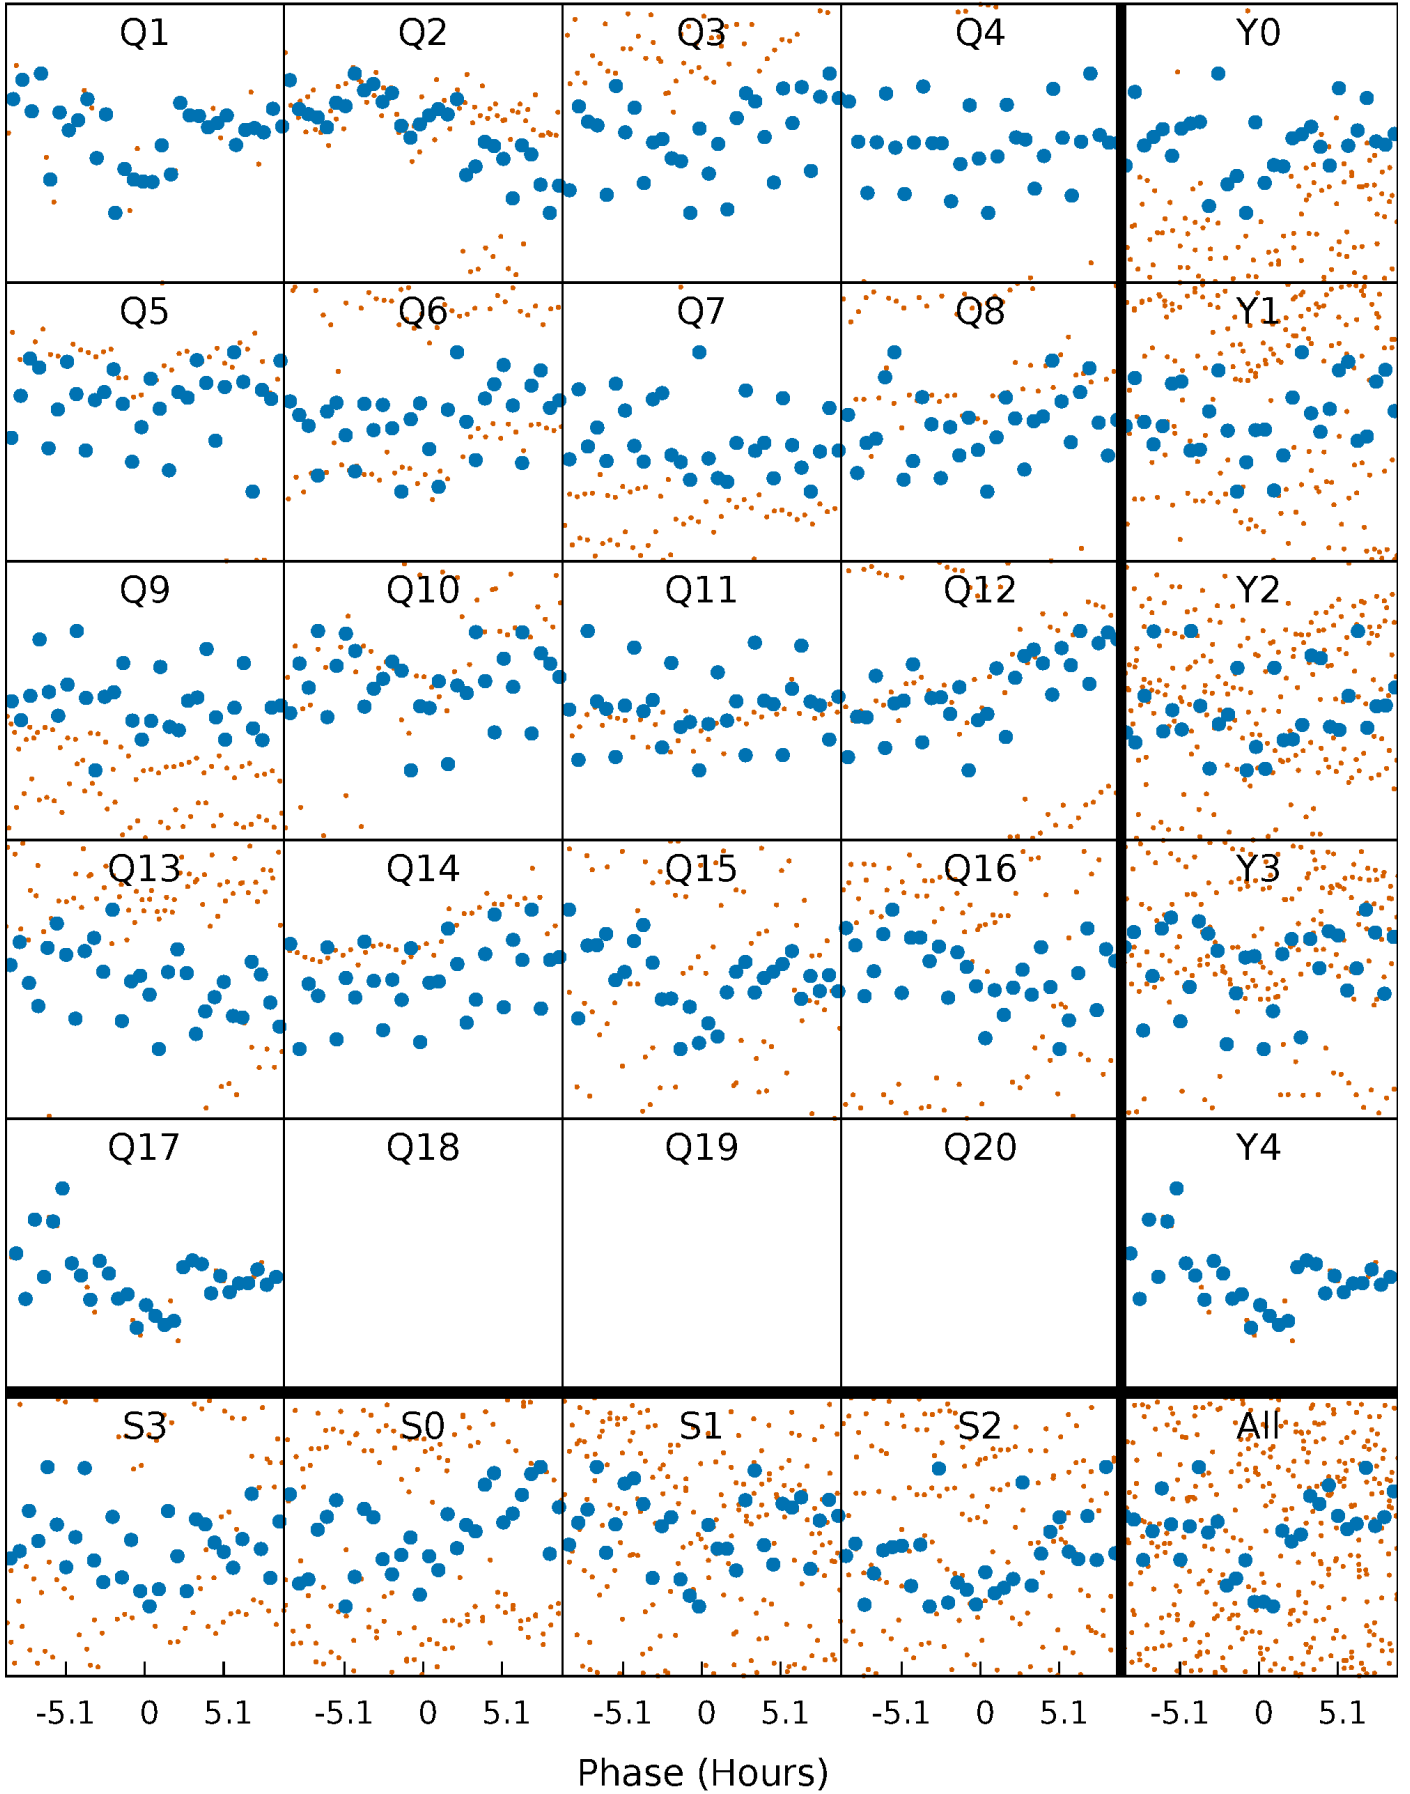 Q1 Q2 Q3 Q4 Y0
Q5 Q6 Q7 Q8 Y1
Q9 Q10 Q11 Q12 Y2
Q13 Q14 Q15 Q16 Y3
Q17 Q18 Q19 Q20 Y4
S3 S0 S1 S2 All
-5.1 0 5.1 -5.1 0 5.1 -5.1 0 5.1 -5.1 0 5.1 -5.1 0 5.1
Phase (Hours)